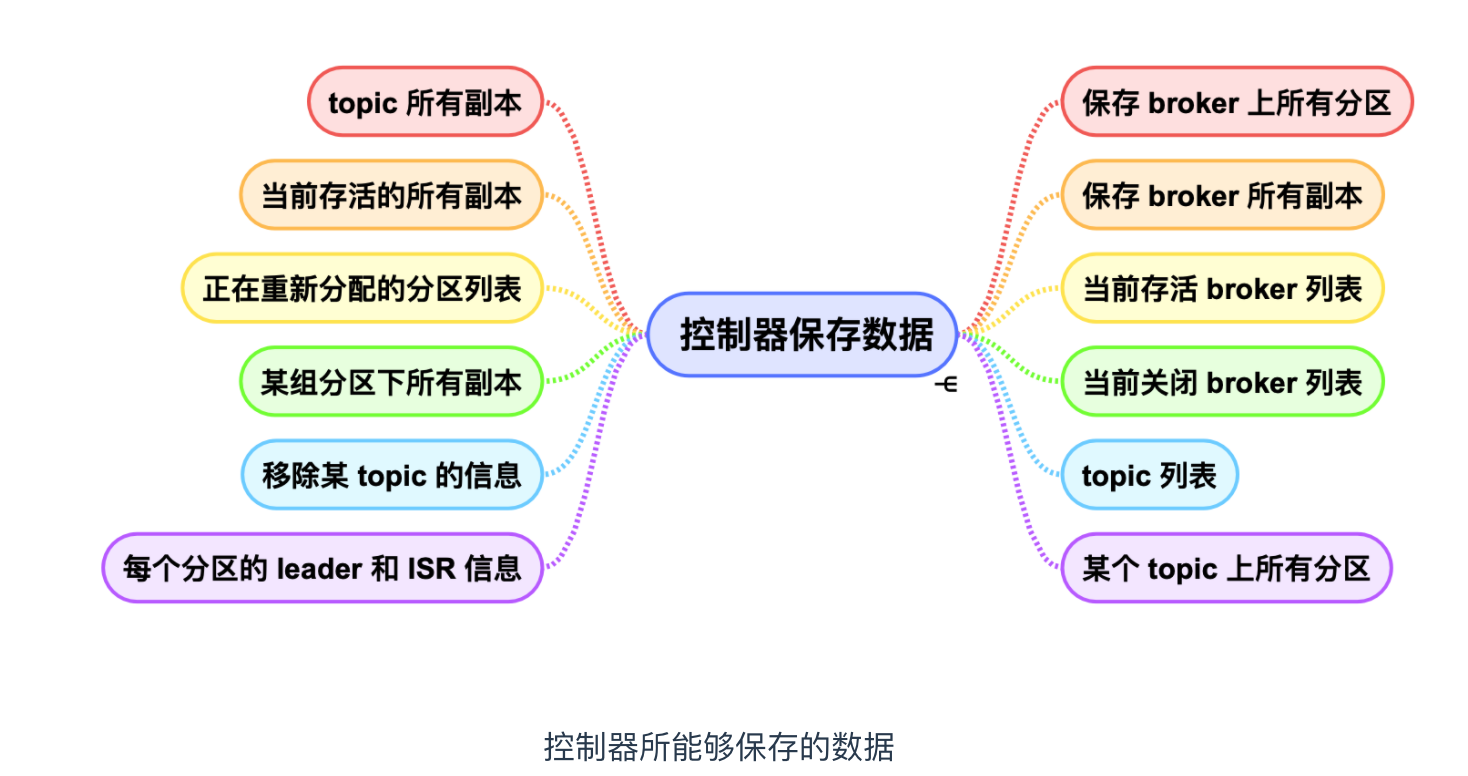 topic 所有副本
当前存活的所有副本
正在重新分配的分区列表
某组分区下所有副本
移除某 topic 的信息
每个分区的 leader 和 ISR 信息
控制器保存数据
保存 broker 上所有分区
保存 broker 所有副本
当前存活 broker 列表
当前关闭 broker 列表
topic 列表
某个 topic 上所有分区
控制器所能够保存的数据